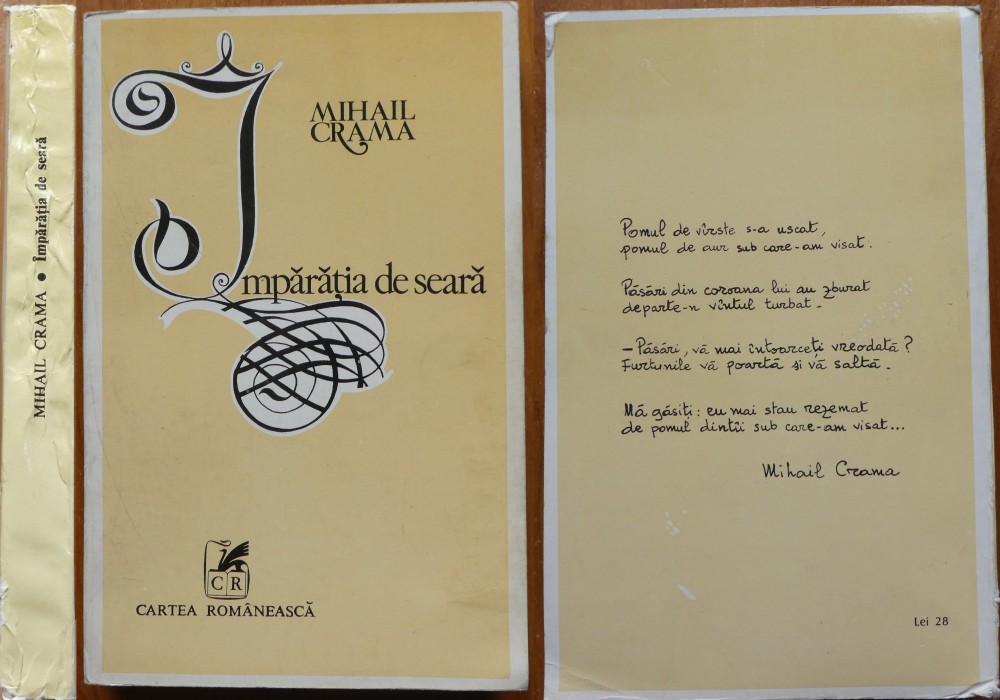 MIHAIL CRAMA • Împărăția de seară
MIHAIL
CRAMA
Împărăția de seară
CR
CARTEA ROMÂNEASCĂ
Pomul de vîrste s-a uscat,
pomul de aur sub care-am visat.
Păsări din coroana lui au zburat
departe-n vîntul turbat.
– Păsări, vă mai întoarceți vreodată?
Furtunile vă poartă și vă saltă.
Mă găsiți: eu mai stau rezemat
de pomul dintîi sub care-am visat...
Mihail Crama
Lei 28